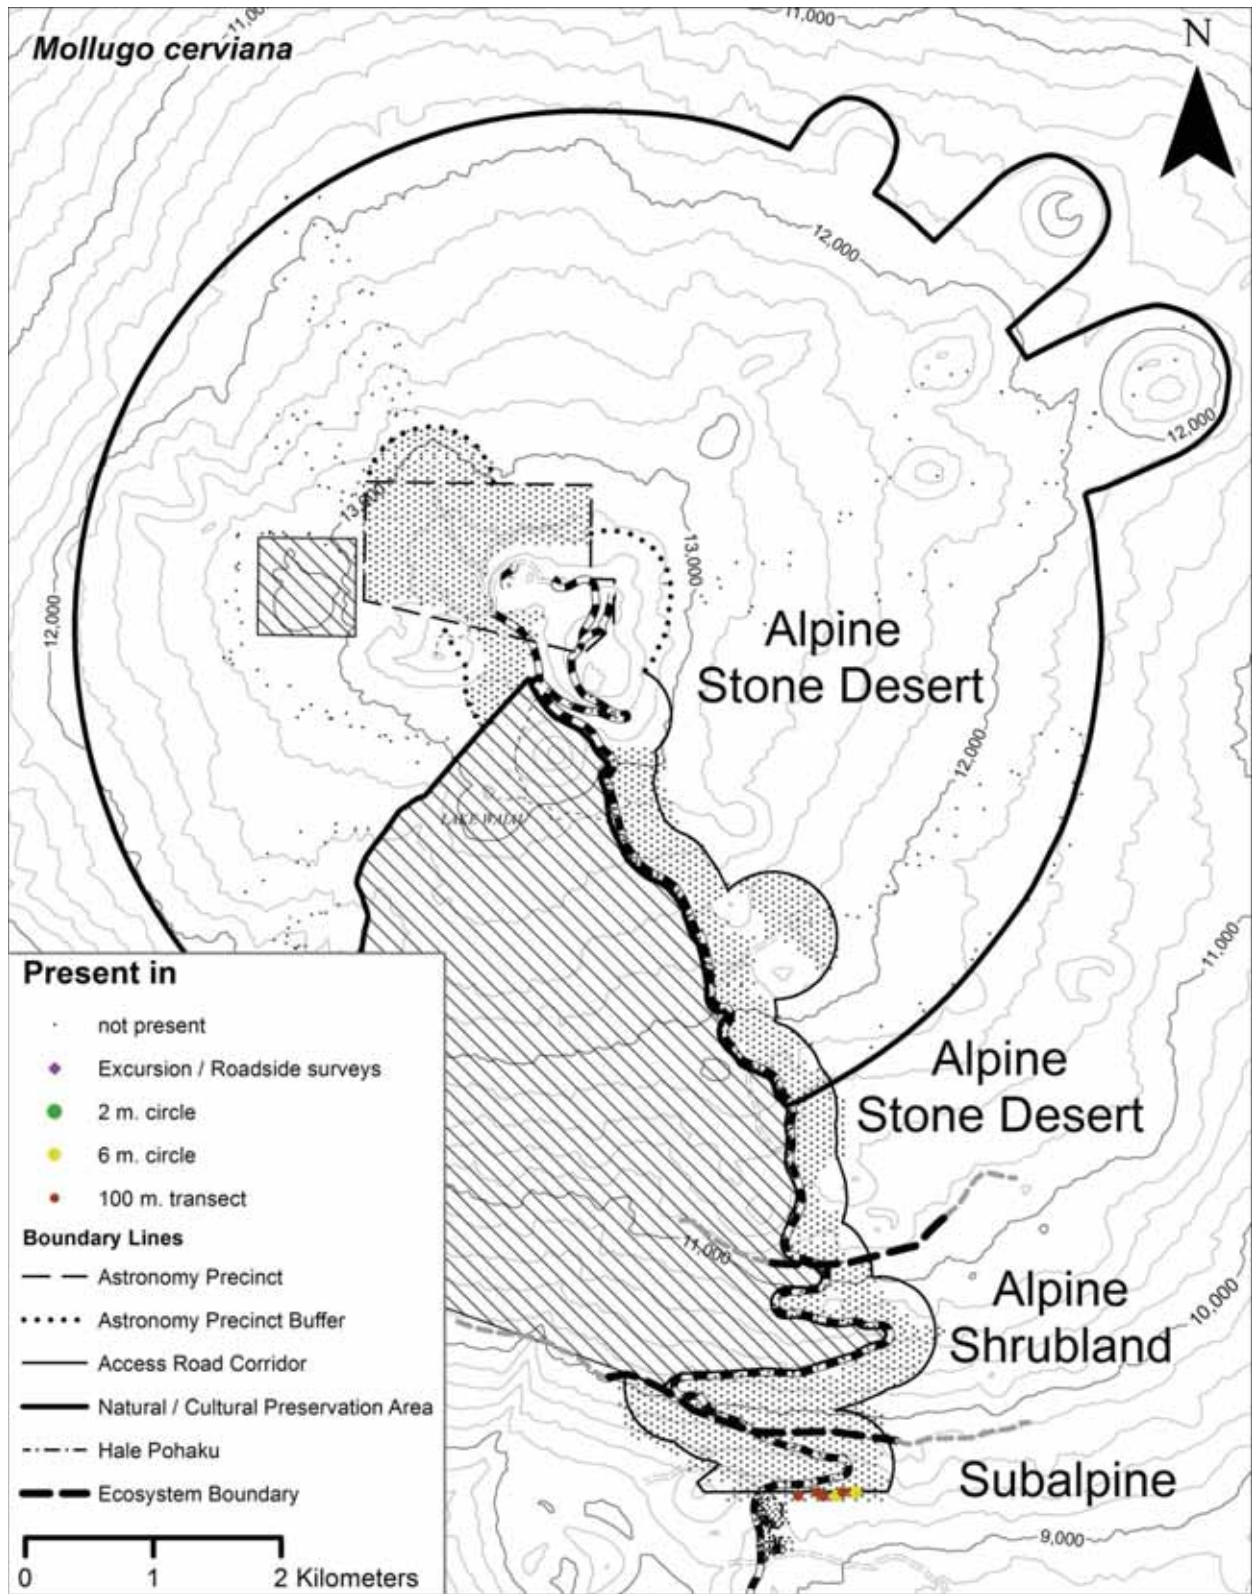 11,000
11,000
Mollugo cerviana
N
12,000
12,000
13,000
13,000
12,000
Alpine
Stone Desert
12,000
LAKE WAIAU
11,000
Present in
not present
Excursion / Roadside surveys
2 m. circle
6 m. circle
100 m. transect
Boundary Lines
Astronomy Precinct
Astronomy Precinct Buffer
Access Road Corridor
Natural / Cultural Preservation Area
Hale Pohaku
Ecosystem Boundary
0 1 2 Kilometers
Alpine
Stone Desert
11,000
Alpine
Shrubland
10,000
Subalpine
9,000